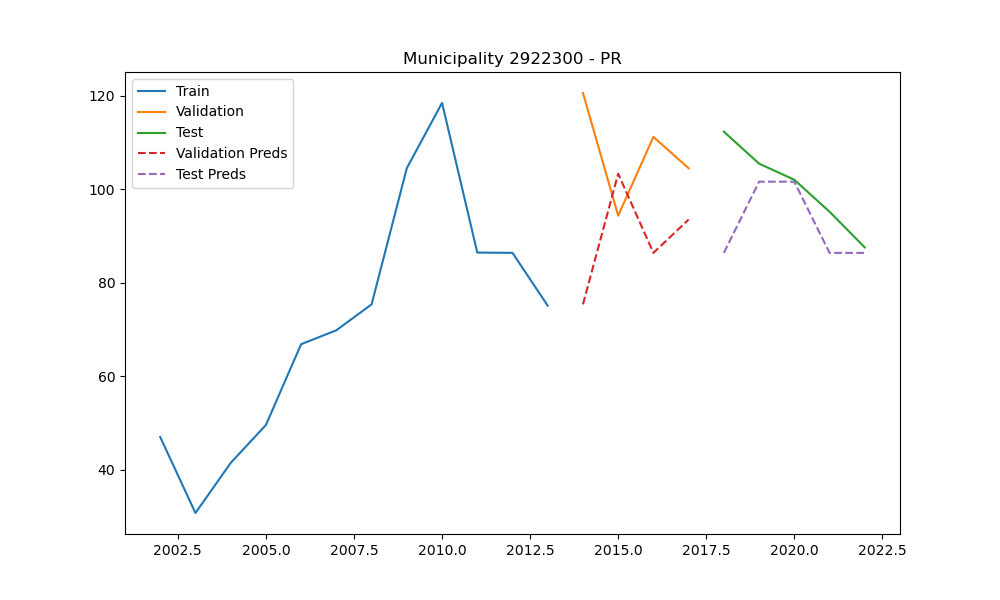 Municipality 2922300 - PR
Train
Validation
Test
Validation Preds
Test Preds
120
100
80
60
40
2002.5 2005.0 2007.5 2010.0 2012.5 2015.0 2017.5 2020.0 2022.5